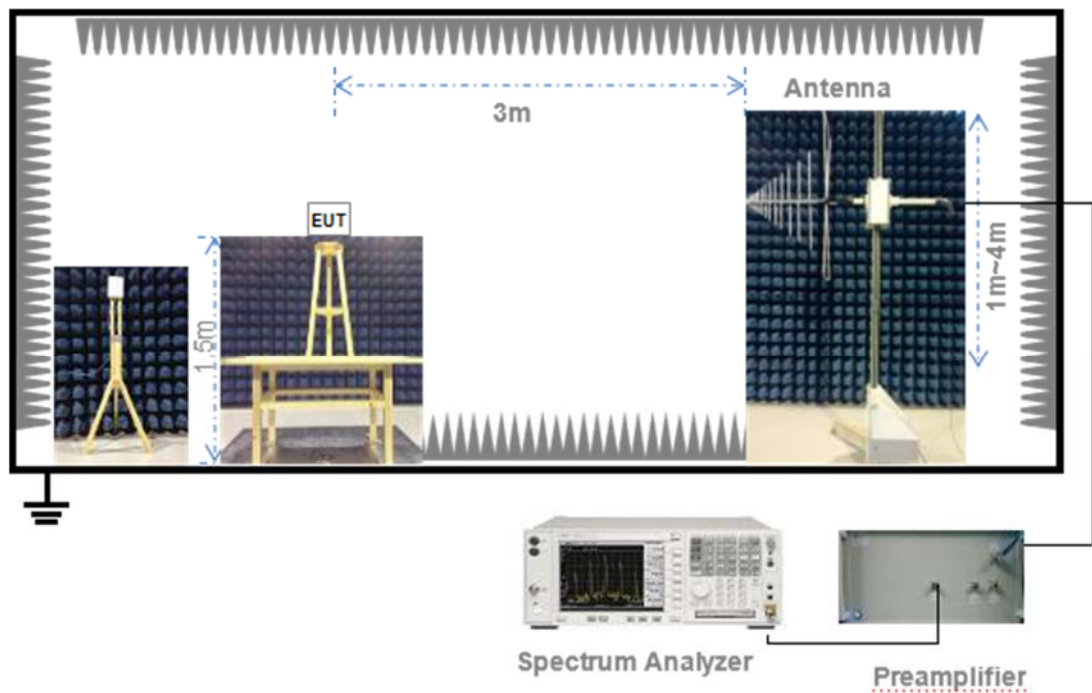 Antenna
3m
EUT
1.5m
1m~4m
Spectrum Analyzer
Preamplifier